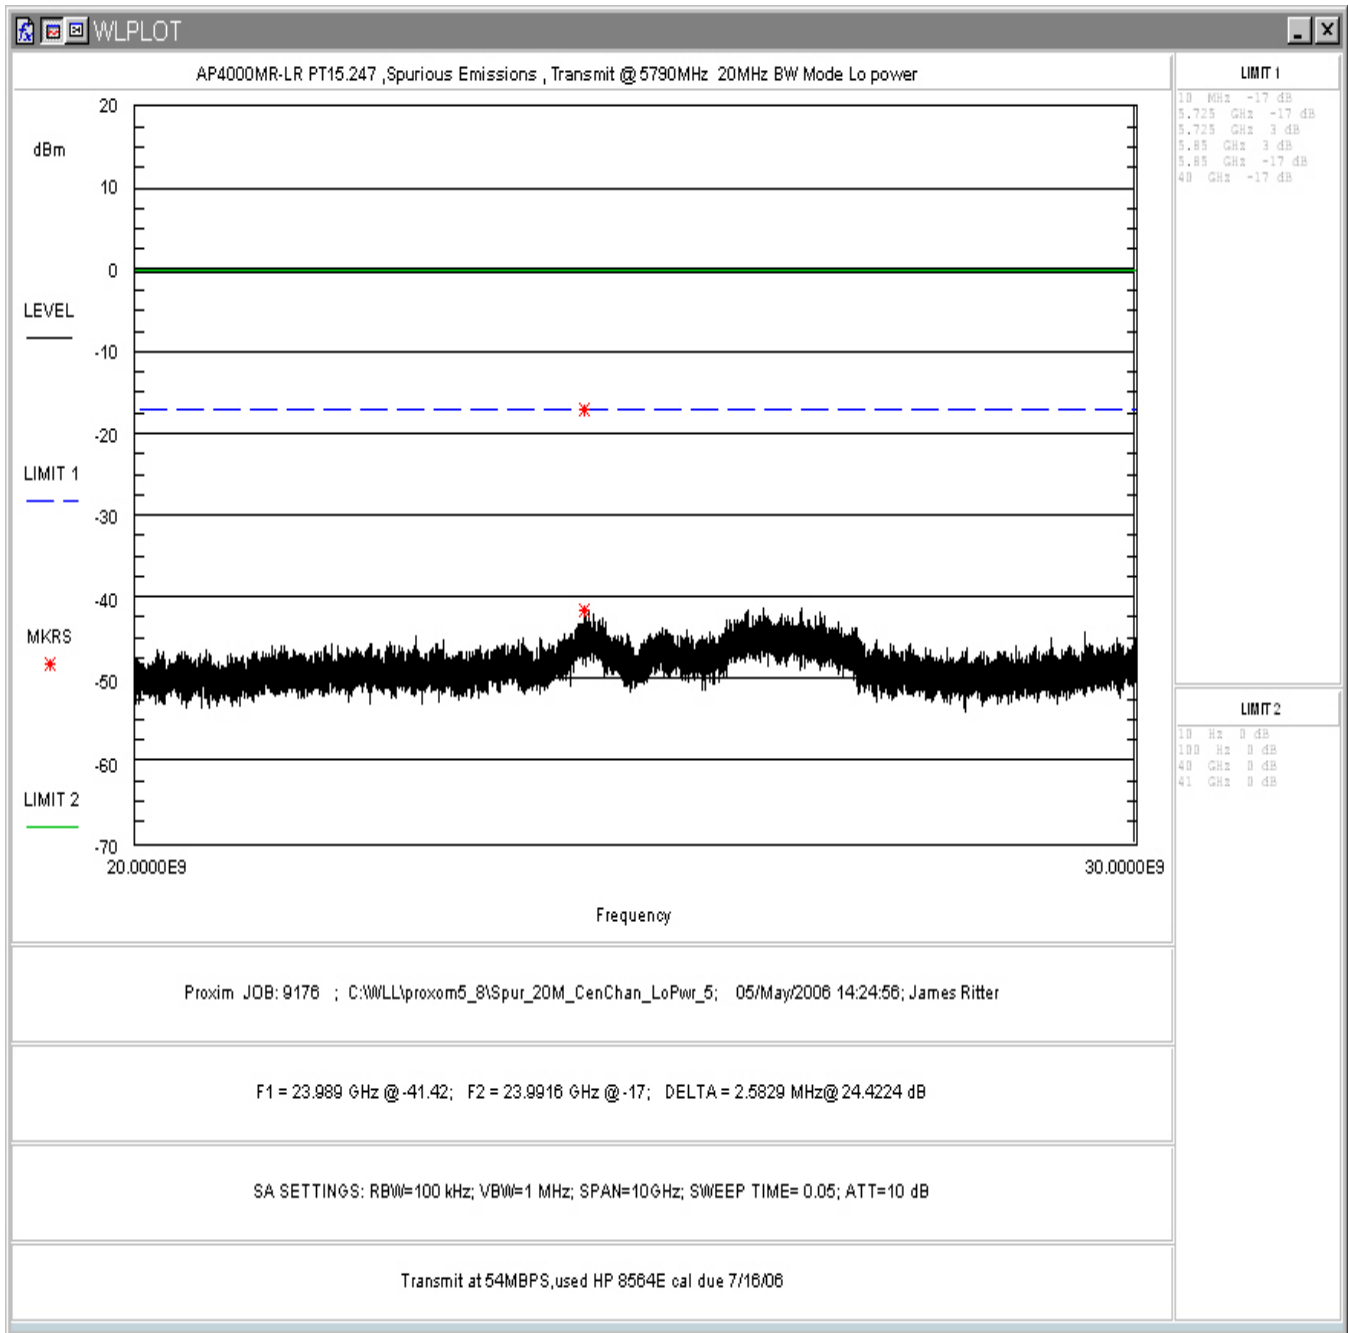 WLPLOT
AP4000MR-LR PT15.247 ,Spurious Emissions , Transmit @ 5790MHz  20MHz BW Mode Lo power
dBm
20
10
0
-10
-20
-30
-40
-50
-60
-70
LEVEL
LIMIT 1
MKRS
LIMIT 2
20.0000E9
30.0000E9
Frequency
LIMIT 1
10 MHz -17 dB
5.725 GHz -17 dB
5.725 GHz 3 dB
5.85 GHz 3 dB
5.85 GHz -17 dB
40 GHz -17 dB
LIMIT 2
10 Hz 0 dB
100 Hz 0 dB
40 GHz 0 dB
41 GHz 0 dB
Proxim JOB: 9176 ; C:\WLL\proxom5_8\Spur_20M_CenChan_LoPwr_5; 05/May/2006 14:24:56; James Ritter
F1 = 23.989 GHz @ -41.42; F2 = 23.9916 GHz @ -17; DELTA = 2.5829 MHz@ 24.4224 dB
SA SETTINGS: RBW=100 kHz; VBW=1 MHz; SPAN=10GHz; SWEEP TIME= 0.05; ATT=10 dB
Transmit at 54MBPS,used HP 8564E cal due 7/16/06